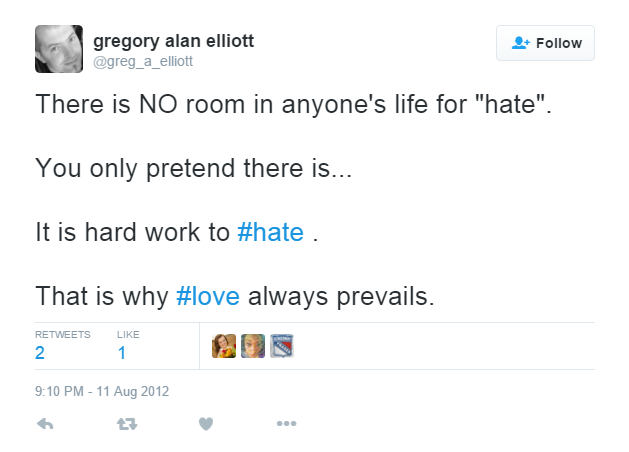 gregory alan elliott
@greg_a_elliott
Follow
There is NO room in anyone's life for "hate".
You only pretend there is...
It is hard work to #hate .
That is why #love always prevails.
RETWEETS LIKE
2 1
9:10 PM - 11 Aug 2012